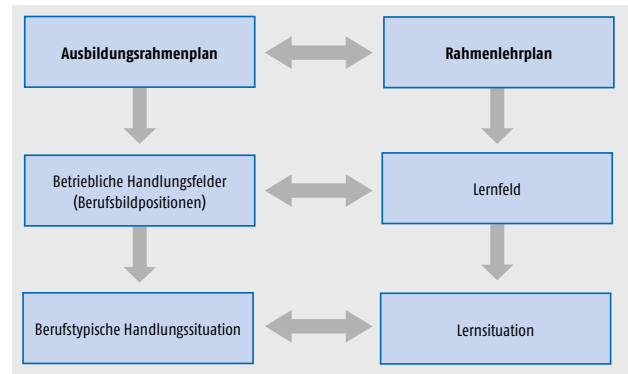 Ausbildungsrahmenplan
Rahmenlehrplan
Betriebliche Handlungsfelder
(Berufsbildpositionen)
Lernfeld
Berufstypische Handlungssituation
Lernsituation